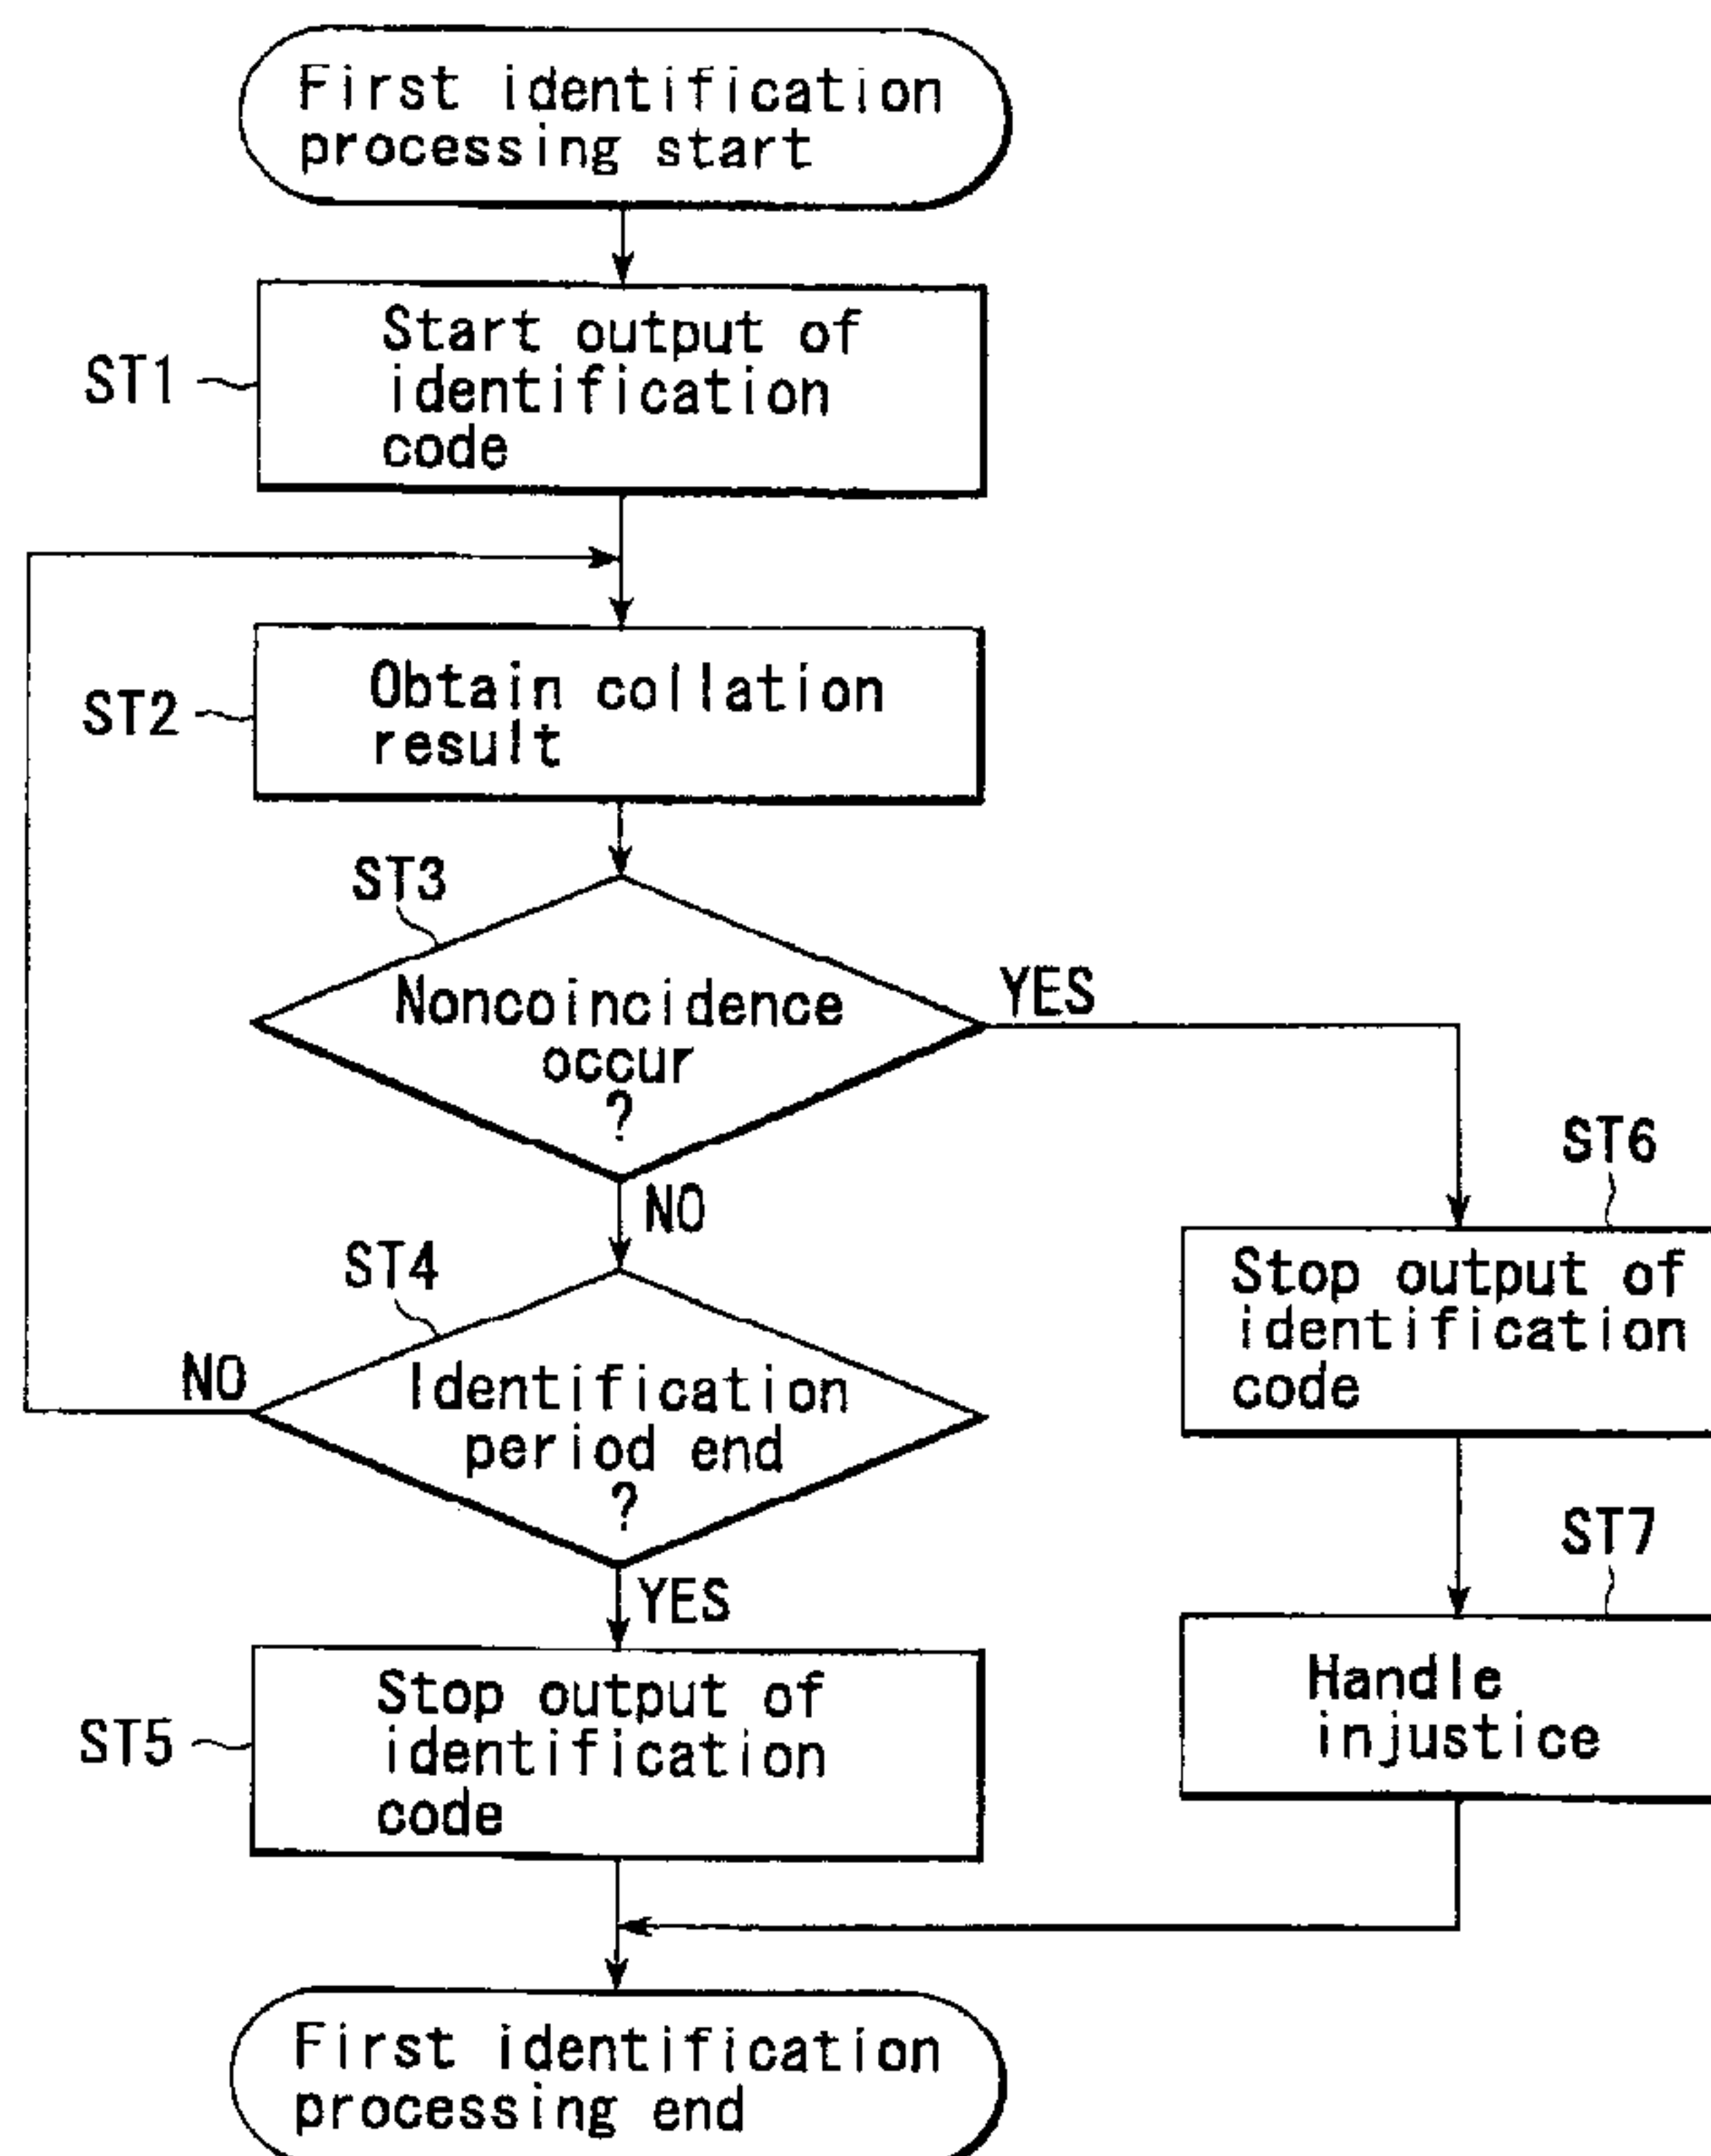 First identification
processing start
ST1
Start output of
identification
code
ST2
Obtain collation
result
ST3
Noncoincidence
occur
?
YES
NO
ST4
Identification
period end
?
NO
YES
ST5
Stop output of
identification
code
ST6
Stop output of
identification
code
ST7
Handle
injustice
First identification
processing end